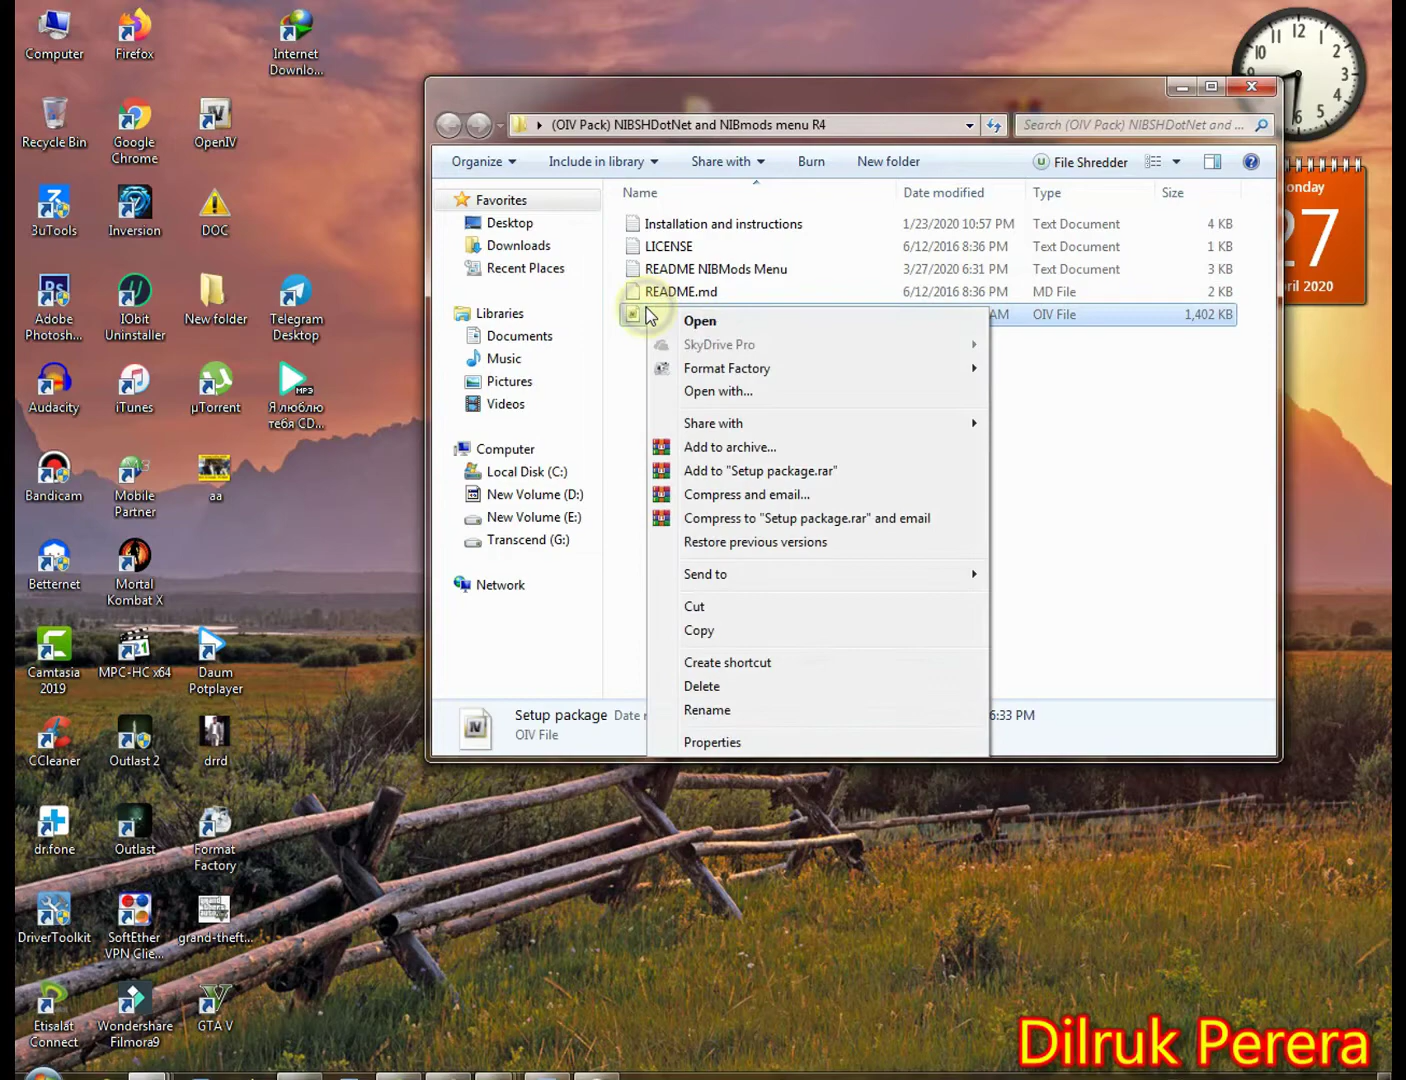 Computer
Firefox
Internet
Downlo...
Recycle Bin
Google
Chrome
OpenIV
3uTools
Inversion
DOC
Adobe
Photosh...
IObit
Uninstaller
New folder
Telegram
Desktop
Audacity
iTunes
µTorrent
MP3
Я люблю
тебя CD...
Bandicam
Mobile
Partner
aa
Betternet
Mortal
Kombat X
Camtasia
2019
MPC-HC x64
Daum
Potplayer
CCleaner
Outlast 2
drrd
dr.fone
Outlast
Format
Factory
DriverToolkit
SoftEther
VPN Clie...
grand-theft...
Etisalat
Connect
Wondershare
Filmora9
GTA V
(OIV Pack) NIBSHDotNet and NIBmods menu R4
Search (OIV Pack) NIBSHDotNet and ...
Organize
Include in library
Share with
Burn
New folder
File Shredder
Name
Date modified
Type
Size
Favorites
Desktop
Downloads
Recent Places
Libraries
Documents
Music
Pictures
Videos
Computer
Local Disk (C:)
New Volume (D:)
New Volume (E:)
Transcend (G:)
Network
Installation and instructions 1/23/2020 10:57 PM Text Document 4 KB
LICENSE 6/12/2016 8:36 PM Text Document 1 KB
README NIBMods Menu 3/27/2020 6:31 PM Text Document 3 KB
README.md 6/12/2016 8:36 PM MD File 2 KB
AM OIV File 1,402 KB
Open
SkyDrive Pro
Format Factory
Open with...
Share with
Add to archive...
Add to "Setup package.rar"
Compress and email...
Compress to "Setup package.rar" and email
Restore previous versions
Send to
Cut
Copy
Create shortcut
Delete
Rename
Properties
Setup package Date
OIV File
6:33 PM
12
11
1
10
2
9
3
4
5
6
onday
27
pril 2020
Dilruk Perera